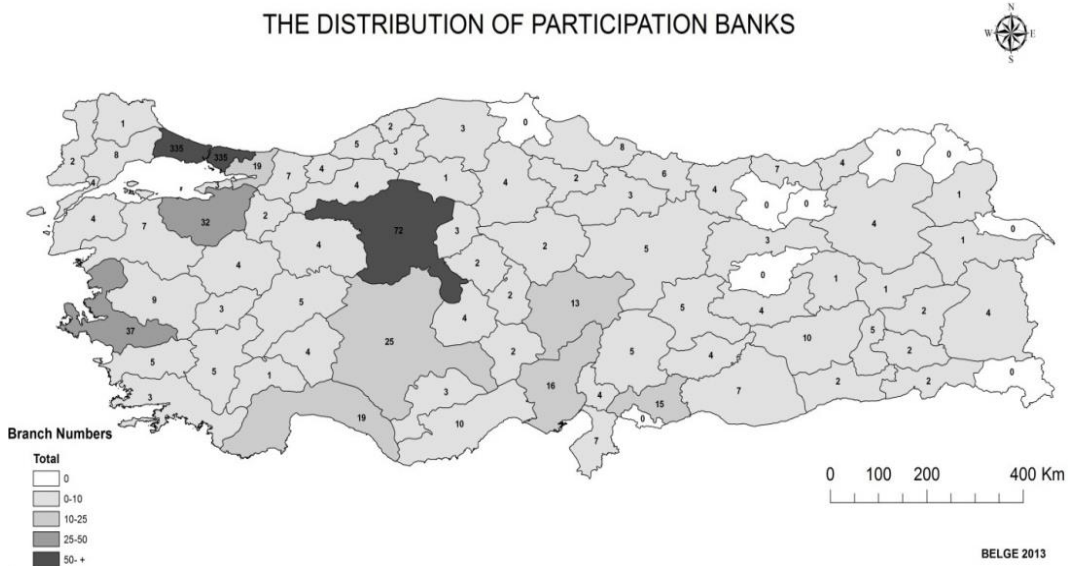 THE DISTRIBUTION OF PARTICIPATION BANKS
N
W E
S
1 2 3 0
335 5 3 8 0 0
2 8 335 19 4 7 4
4 3 7 4 1 4 2 6 3 4 1
0 0
4 7 32 2 72 3 4 0
4 2 5 3 1
4 2 0 1
9 3 5 2 13 5 4 1 2 4
37 4 10 5
4 25 2 5 4 2
5 5 1 2 2 0
3 3 16 4 15 7
19 10 0
7
Branch Numbers
Total
0
0-10
10-25
25-50
50- +
0 100 200 400 Km
BELGE 2013